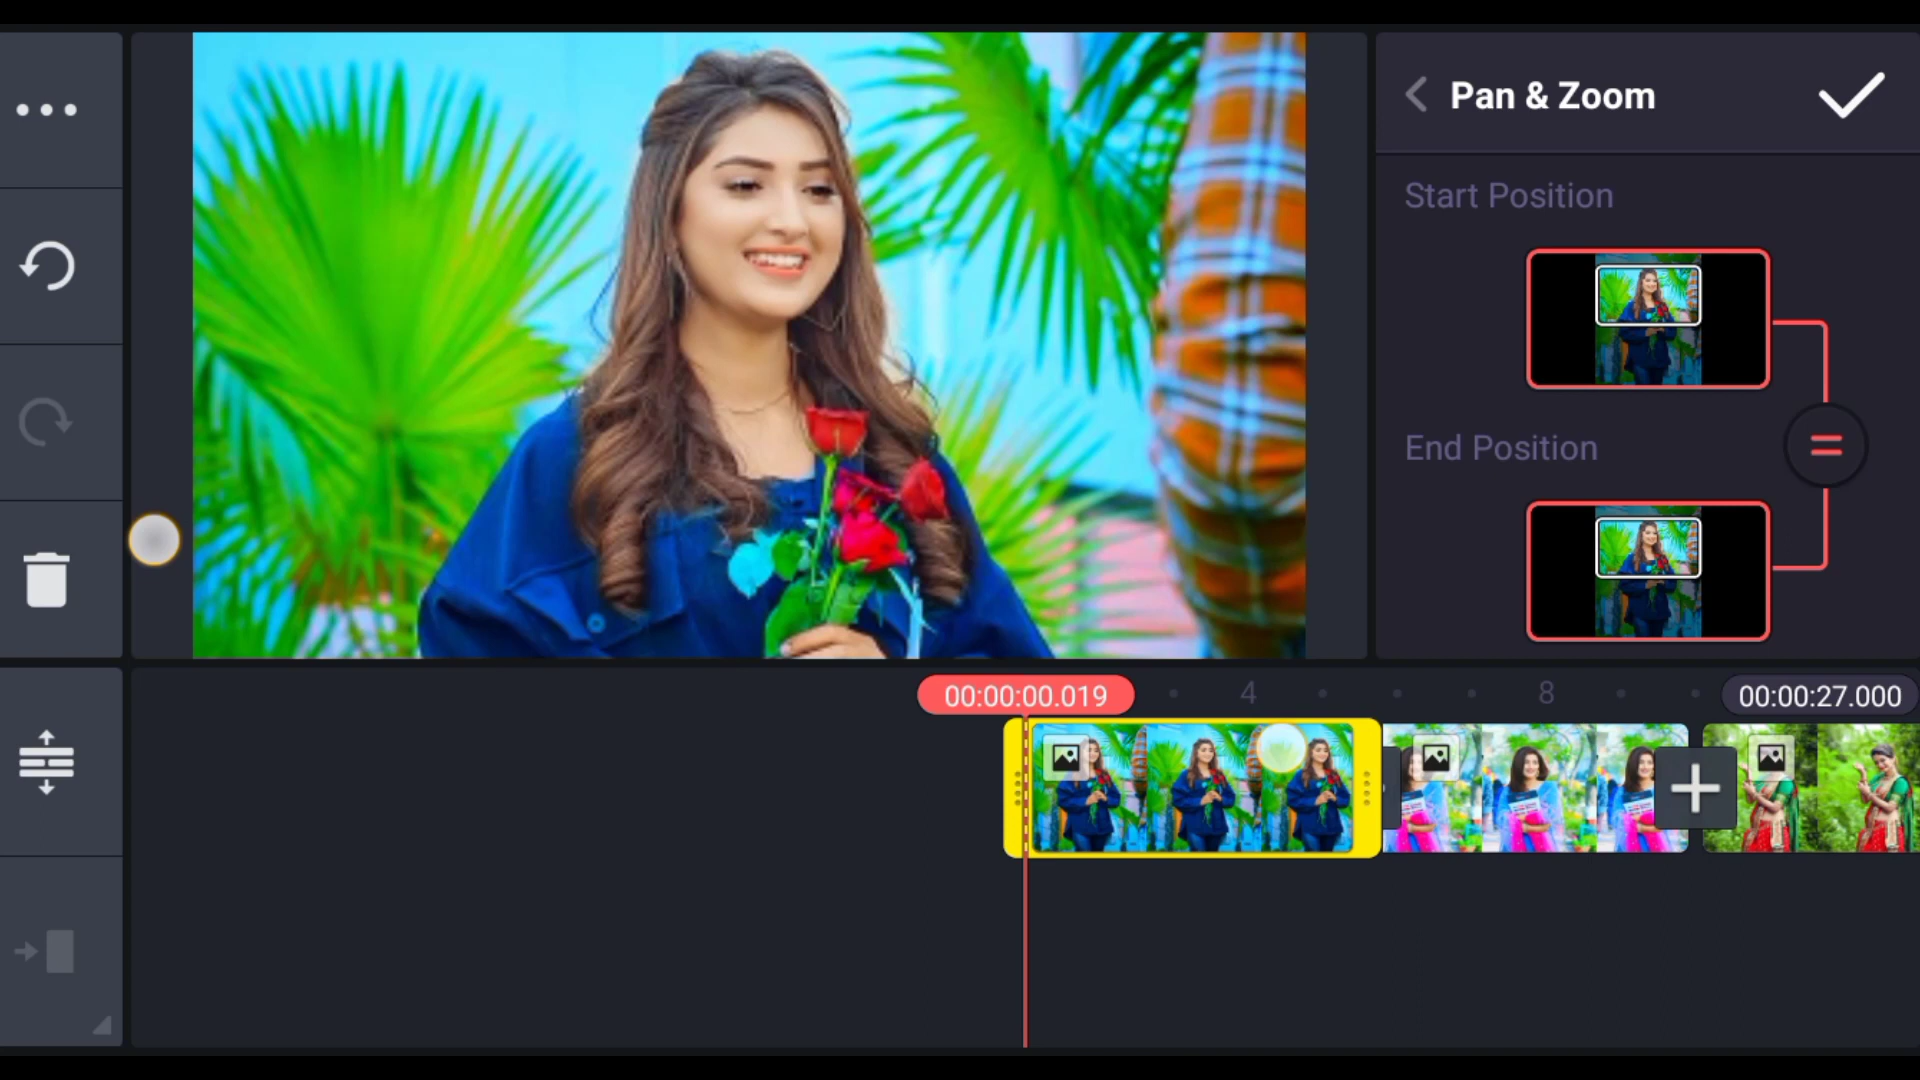 Pan & Zoom
Start Position
End Position
00:00:00.019
4
8
00:00:27.000